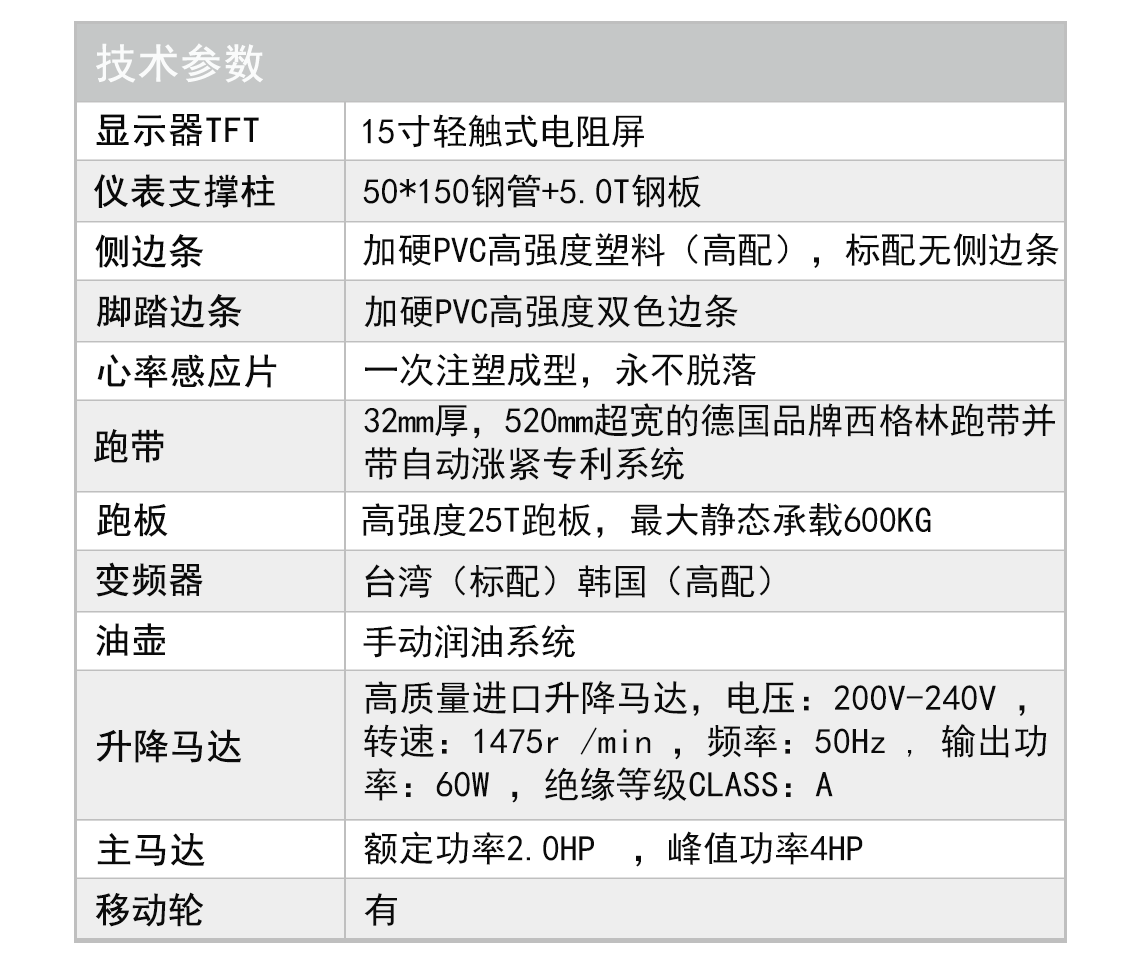 技术参数
显示器TFT
15寸轻触式电阻屏
仪表支撑柱
50*150钢管+5.0T钢板
侧边条
加硬PVC高强度塑料（高配），标配无侧边条
脚踏边条
加硬PVC高强度双色边条
心率感应片
一次注塑成型，永不脱落
跑带
32mm厚，520mm超宽的德国品牌西格林跑带并
带自动涨紧专利系统
跑板
高强度25T跑板，最大静态承载600KG
变频器
台湾（标配）韩国（高配）
油壶
手动润油系统
升降马达
高质量进口升降马达，电压：200V-240V ，
转速：1475r /min ，频率：50Hz ，输出功
率：60W ，绝缘等级CLASS：A
主马达
额定功率2.0HP ，峰值功率4HP
移动轮
有